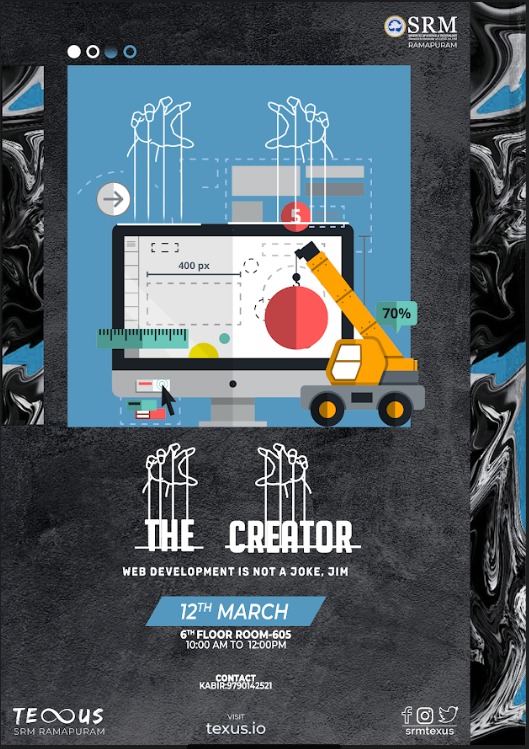 SRM
RAMAPURAM
5
400 px
70%
THE CREATOR
WEB DEVELOPMENT IS NOT A JOKE, JIM
12TH MARCH
6TH FLOOR ROOM-605
10:00 AM TO 12:00PM
CONTACT
KABIR:9790142521
TEXUS
SRM RAMAPURAM
VISIT
texus.io
srmtexus